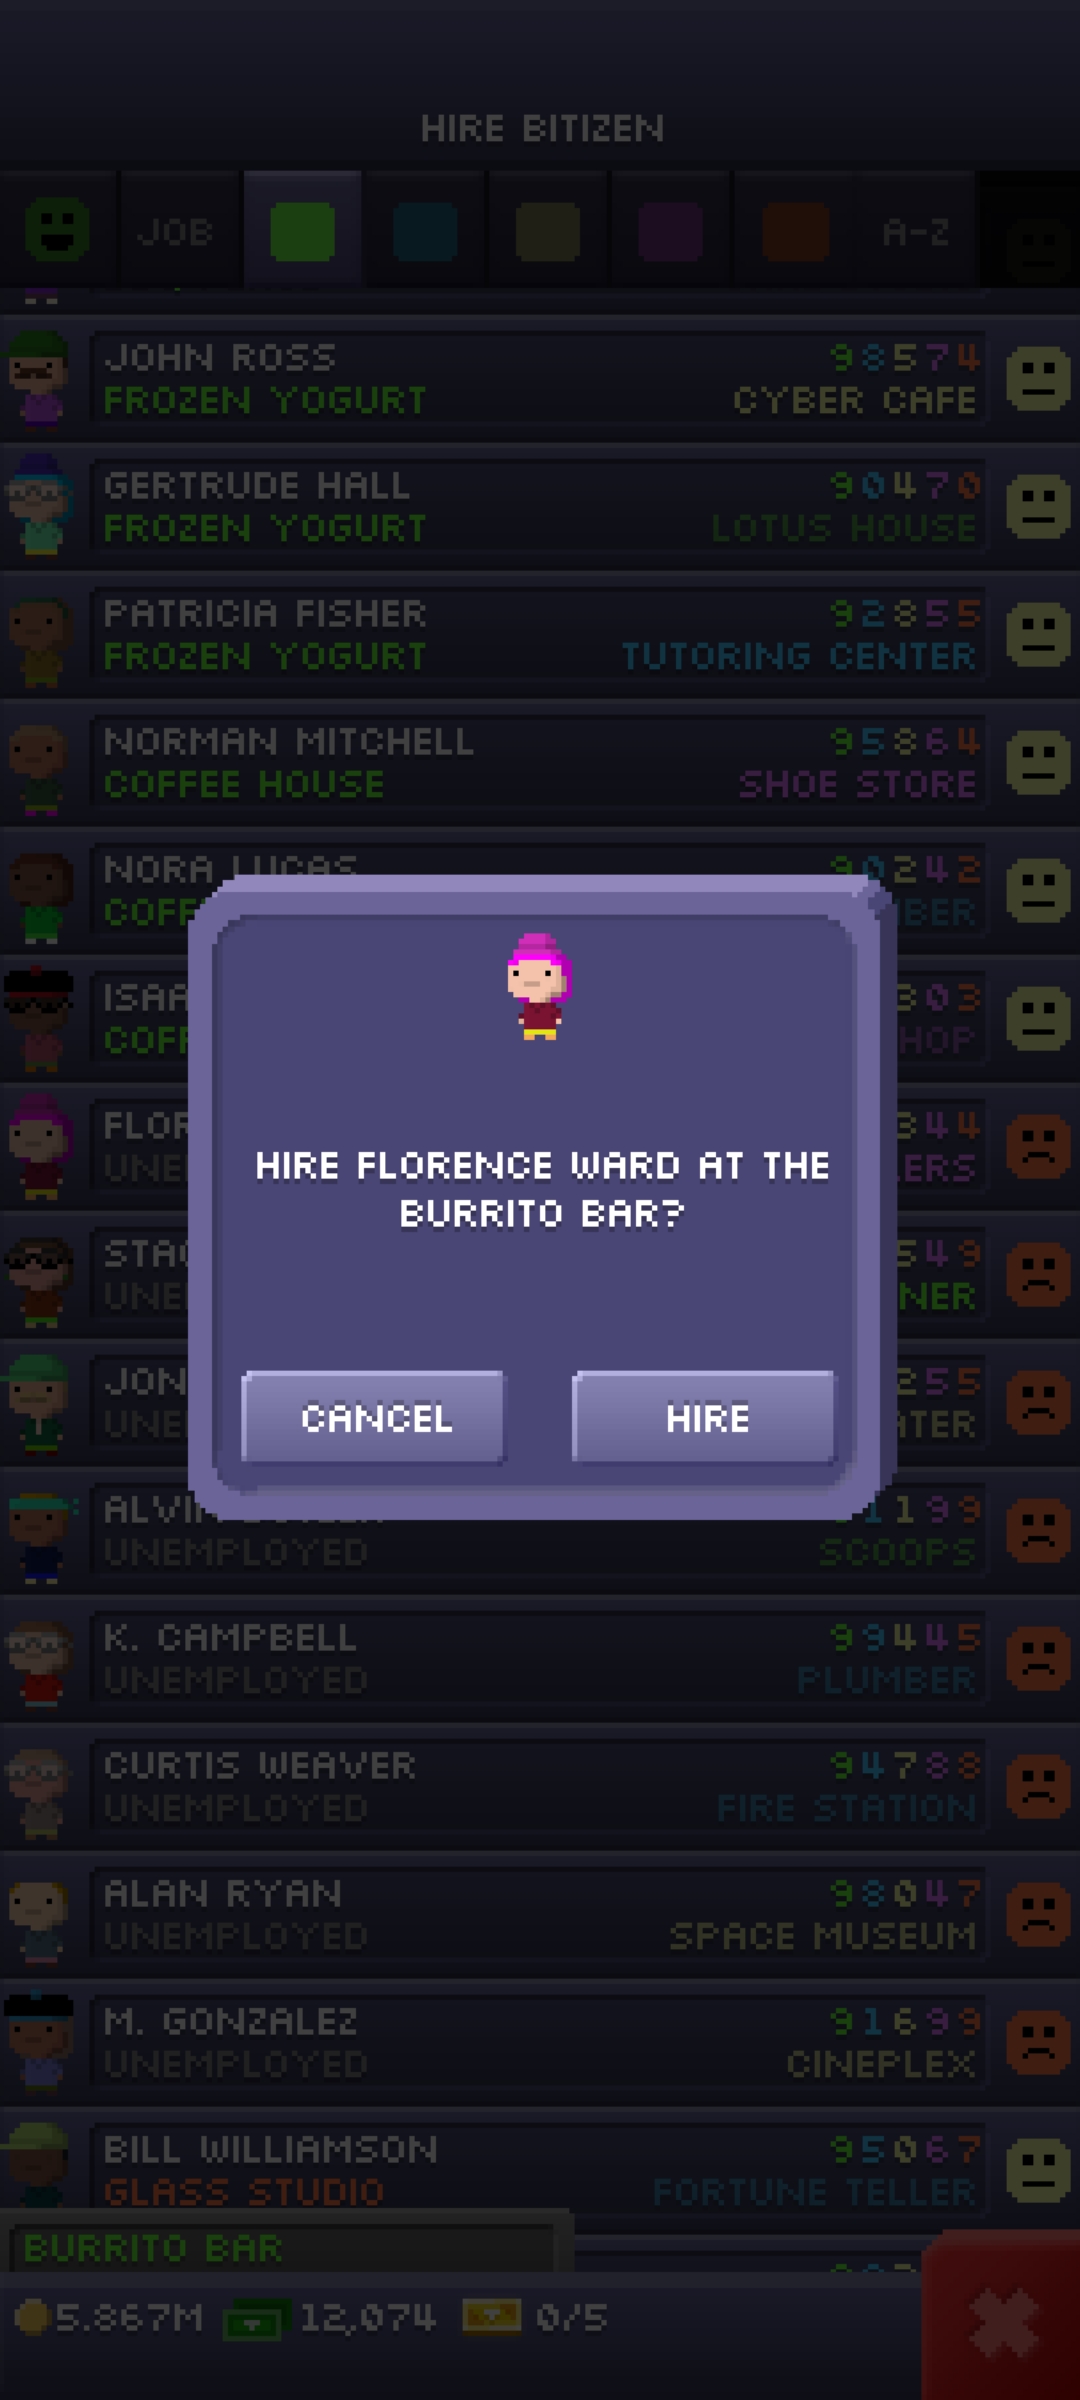 HIRE BITIZEN
JOB A-Z
JOHN ROSS 98574
FROZEN YOGURT CYBER CAFE
GERTRUDE HALL 90470
FROZEN YOGURT LOTUS HOUSE
PATRICIA FISHER 92855
FROZEN YOGURT TUTORING CENTER
NORMAN MITCHELL 95864
COFFEE HOUSE SHOE STORE
NORA LUCAS 90242
HIRE FLORENCE WARD AT THE
BURRITO BAR?
CANCEL HIRE
UNEMPLOYED SCOOPS
K. CAMPBELL 99445
UNEMPLOYED PLUMBER
CURTIS WEAVER 94788
UNEMPLOYED FIRE STATION
ALAN RYAN 98047
UNEMPLOYED SPACE MUSEUM
M. GONZALEZ 91699
UNEMPLOYED CINEPLEX
BILL WILLIAMSON 95067
GLASS STUDIO FORTUNE TELLER
BURRITO BAR
5.867M 12,074 0/5